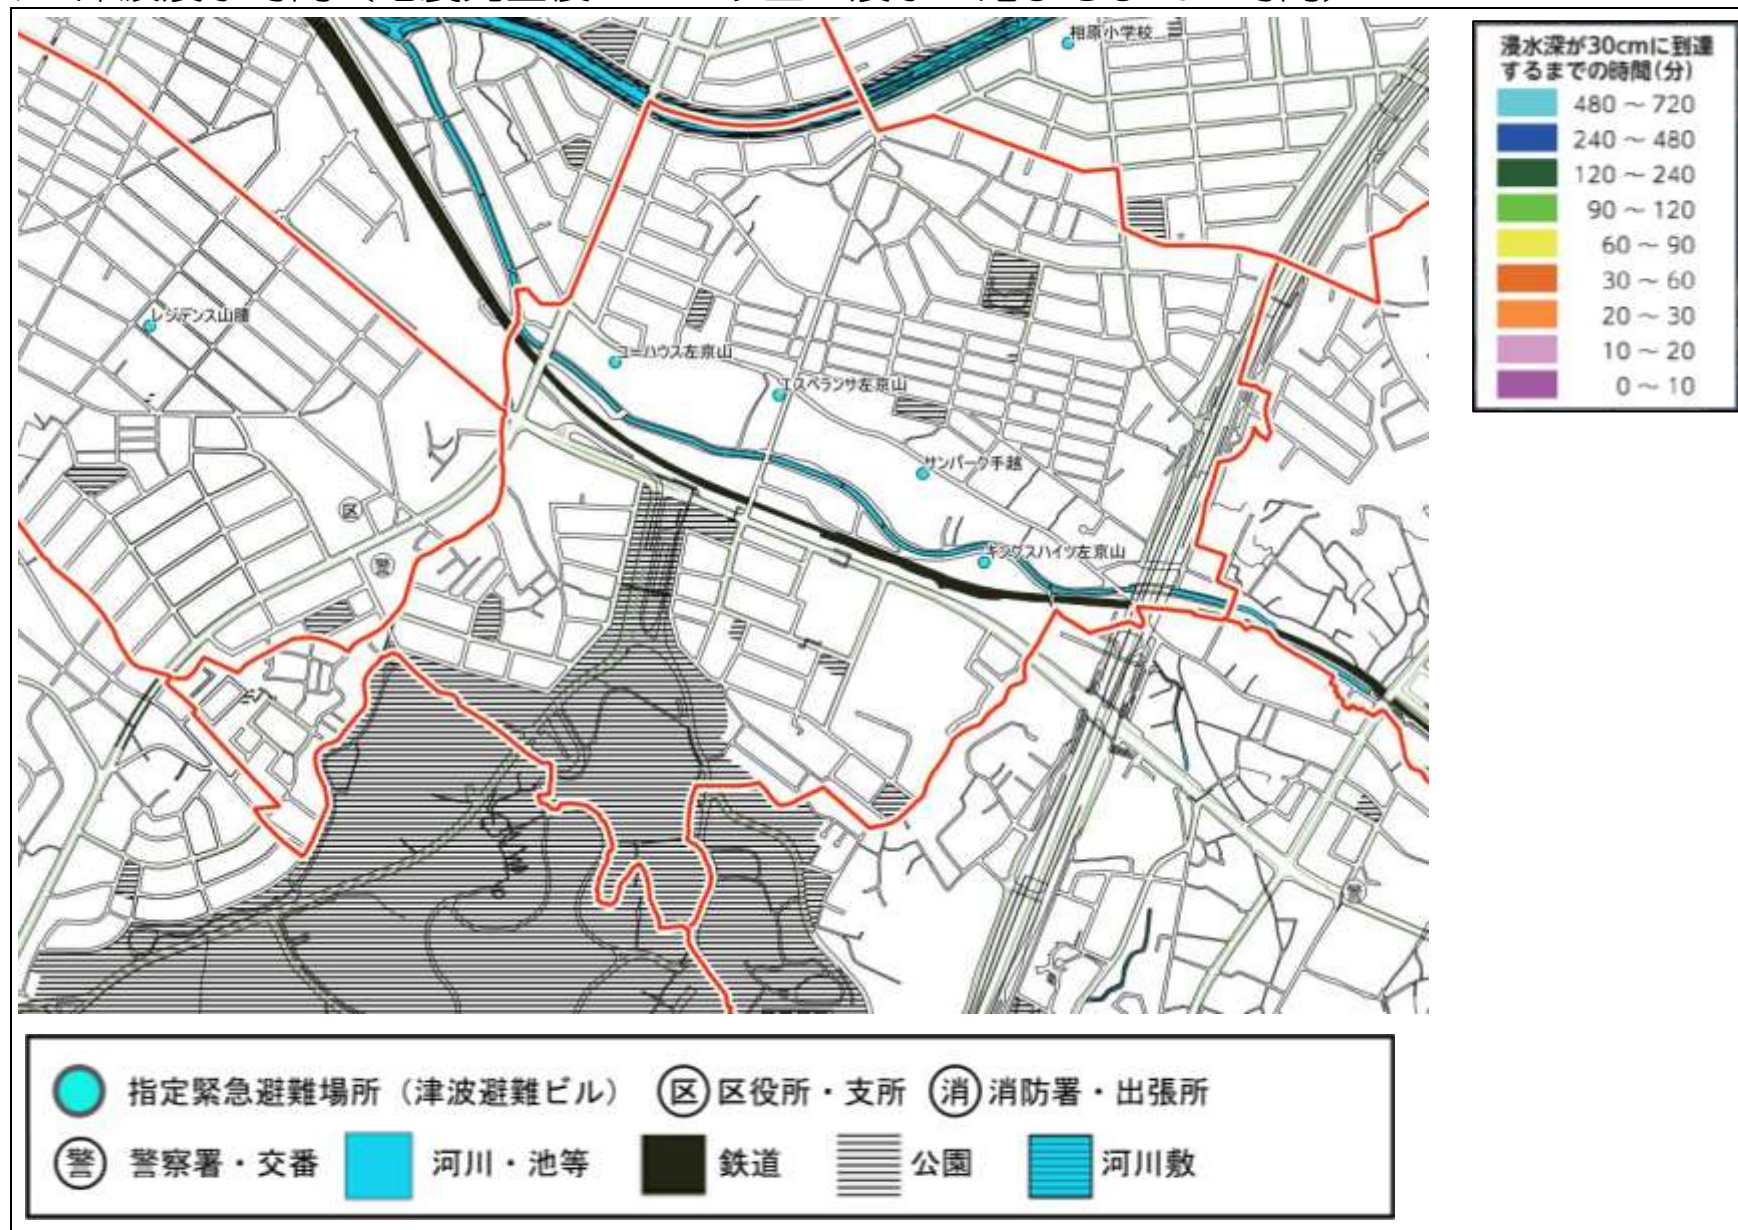 相原小学校
レジデンス山腰
コーハウス左京山
エスペランサ左京山
サンパーク手越
キングスハイツ左京山
区
警
警
浸水深が30cmに到達
するまでの時間(分)
480 ～ 720
240 ～ 480
120 ～ 240
90 ～ 120
60 ～ 90
30 ～ 60
20 ～ 30
10 ～ 20
0 ～ 10
指定緊急避難場所（津波避難ビル） 区 区役所・支所 消 消防署・出張所
警 警察署・交番 河川・池等 鉄道 公園 河川敷